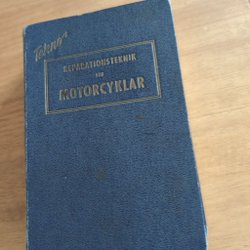 Teknos
REPARATIONSTEKNIK
FÖR
MOTORCYKLAR